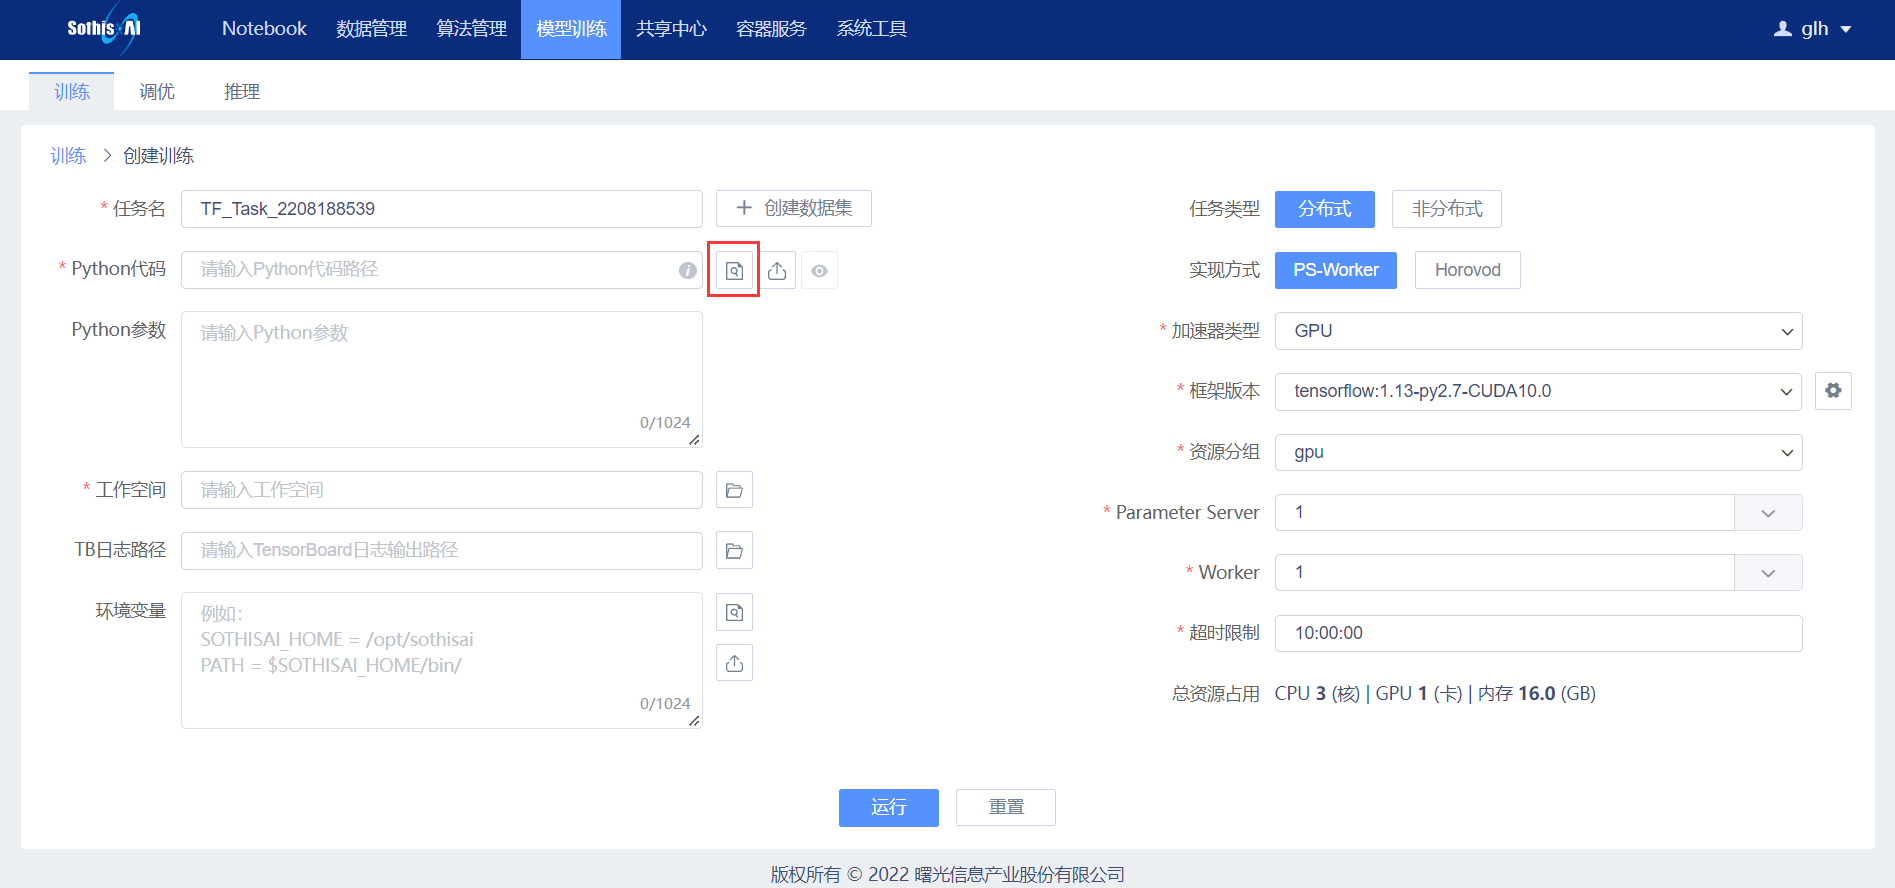 SothisAI Notebook 数据管理 算法管理 模型训练 共享中心 容器服务 系统工具 glh
训练 调优 推理
训练 > 创建训练
* 任务名 TF_Task_2208188539 + 创建数据集
* Python代码 请输入Python代码路径
Python参数 请输入Python参数
0/1024
* 工作空间 请输入工作空间
TB日志路径 请输入TensorBoard日志输出路径
环境变量 例如:
SOTHISAI_HOME = /opt/sothisai
PATH = $SOTHISAI_HOME/bin/
0/1024
任务类型 分布式 非分布式
实现方式 PS-Worker Horovod
* 加速器类型 GPU
* 框架版本 tensorflow:1.13-py2.7-CUDA10.0
* 资源分组 gpu
* Parameter Server 1
* Worker 1
* 超时限制 10:00:00
总资源占用 CPU 3 (核) | GPU 1 (卡) | 内存 16.0 (GB)
运行 重置
版权所有 © 2022 曙光信息产业股份有限公司